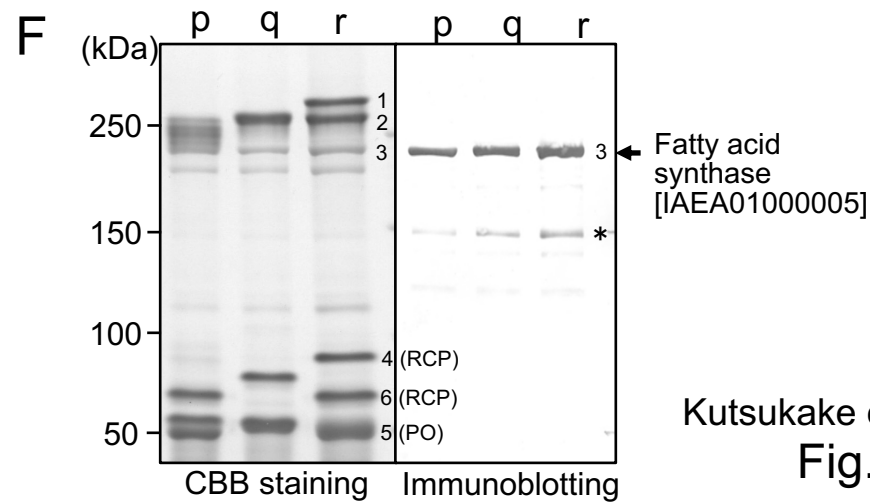 F
(kDa)
p q r
p q r
250
150
100
50
1
2
3
4 (RCP)
6 (RCP)
5 (PO)
3
*
Fatty acid
synthase
[IAEA01000005]
CBB staining
Immunoblotting
Kutsukake
Fig.